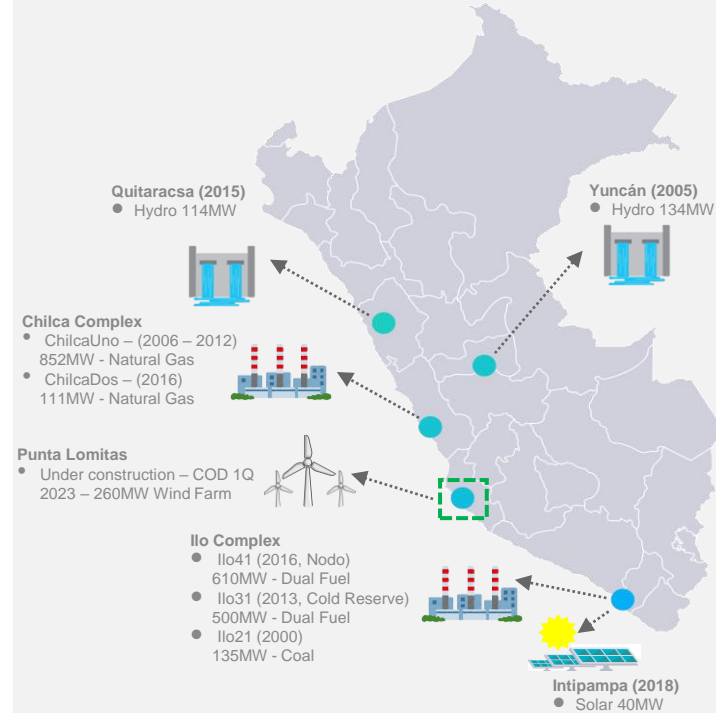 Quitaracsa (2015)
● Hydro 114MW
Yuncán (2005)
● Hydro 134MW
Chilca Complex
● ChilcaUno – (2006 – 2012)
852MW - Natural Gas
● ChilcaDos – (2016)
111MW - Natural Gas
Punta Lomitas
● Under construction – COD 1Q
2023 – 260MW Wind Farm
Ilo Complex
● Ilo41 (2016, Nodo)
610MW - Dual Fuel
● Ilo31 (2013, Cold Reserve)
500MW - Dual Fuel
● Ilo21 (2000)
135MW - Coal
Intipampa (2018)
● Solar 40MW